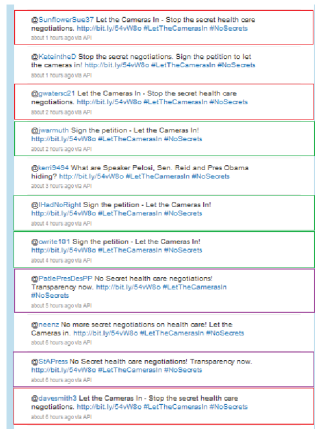 @SunflowerSue37 Let the Cameras In - Stop the secret health care
negotiations. http://bit.ly/54vW8o #LetTheCamerasIn #NoSecrets
about 1 hours ago via API
@KateintheD Stop the secret negotiations. Sign the petition to let
the cameras in! http://bit.ly/54vW8o #LetTheCamerasIn #NoSecrets
about 1 hours ago via API
@gwatersc21 Let the Cameras In - Stop the secret health care
negotiations. http://bit.ly/54vW8o #LetTheCamerasIn #NoSecrets
about 2 hours ago via API
@jwarmuth Sign the petition - Let the Cameras In!
http://bit.ly/54vW8o #LetTheCamerasIn #NoSecrets
about 2 hours ago via API
@kerri9494 What are Speaker Pelosi, Sen. Reid and Pres Obama
hiding? http://bit.ly/54vW8o #LetTheCamerasIn #NoSecrets
about 3 hours ago via API
@IHadNoRight Sign the petition - Let the Cameras In!
http://bit.ly/54vW8o #LetTheCamerasIn #NoSecrets
about 4 hours ago via API
@cwrite101 Sign the petition - Let the Cameras In!
http://bit.ly/54vW8o #LetTheCamerasIn #NoSecrets
about 4 hours ago via API
@PatiePresDesPP No Secret health care negotiations!
Transparency now. http://bit.ly/54vW8o #LetTheCamerasIn
#NoSecrets
about 5 hours ago via API
@neenz No more secret negotiations on health care! Let the
Cameras in. http://bit.ly/54vW8o #LetTheCamerasIn #NoSecrets
about 5 hours ago via API
@StAPress No Secret health care negotiations! Transparency now.
http://bit.ly/54vW8o #LetTheCamerasIn #NoSecrets
about 6 hours ago via API
@davesmith3 Let the Cameras In - Stop the secret health care
negotiations. http://bit.ly/54vW8o #LetTheCamerasIn #NoSecrets
about 6 hours ago via API